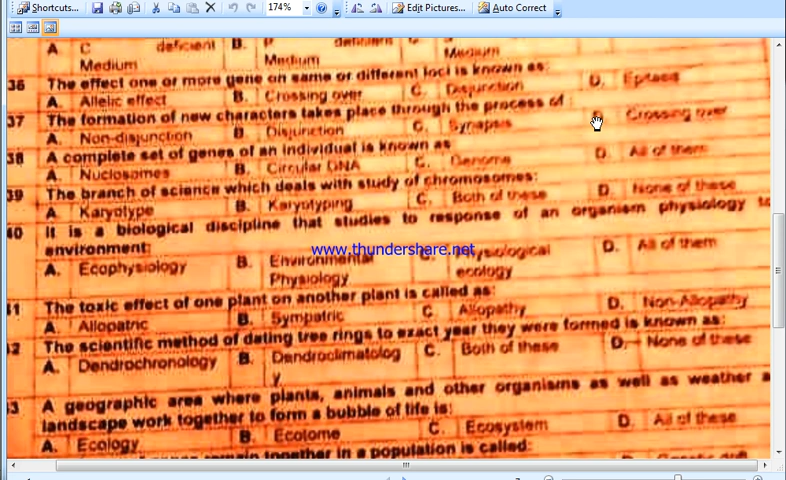 Shortcuts...
174%
Edit Pictures...
Auto Correct
A C deficient B. deficient
Medium Medium Medium
36 The effect one or more gene on same or different loci is known as:
A. Allelic effect B. Crossing over C. Disjunction D. Epitasis
37 The formation of new characters takes place through the process of :
A. Non-disjunction B Disjunction C. Synapsis Crossing over
38 A complete set of genes of an individual is known as
A. Nuclosomes B. Circular DNA C. Genome D. All of them
39 The branch of science which deals with study of chromosomes:
A. Karyotype B. Karyotyping C. Both of these D. None of these
40 It is a biological discipline that studies to response of an organism physiology to
environment:
A. Ecophysiology B. Environmental C. physiological D. All of them
Physiology ecology
www.thundershare.net
41 The toxic effect of one plant on another plant is called as:
A. Allopatric B. Sympatric C. Allopathy D. Non-Allopathy
42 The scientific method of dating tree rings to exact year they were formed is known as:
A. Dendrochronology B. Dendroclimatolog C. Both of these D. None of these
y
43 A geographic area where plants, animals and other organisms as well as weather a
landscape work together to form a bubble of life is:
A. Ecology B. Ecotome C. Ecosystem D. All of these
remain together in a population is called: